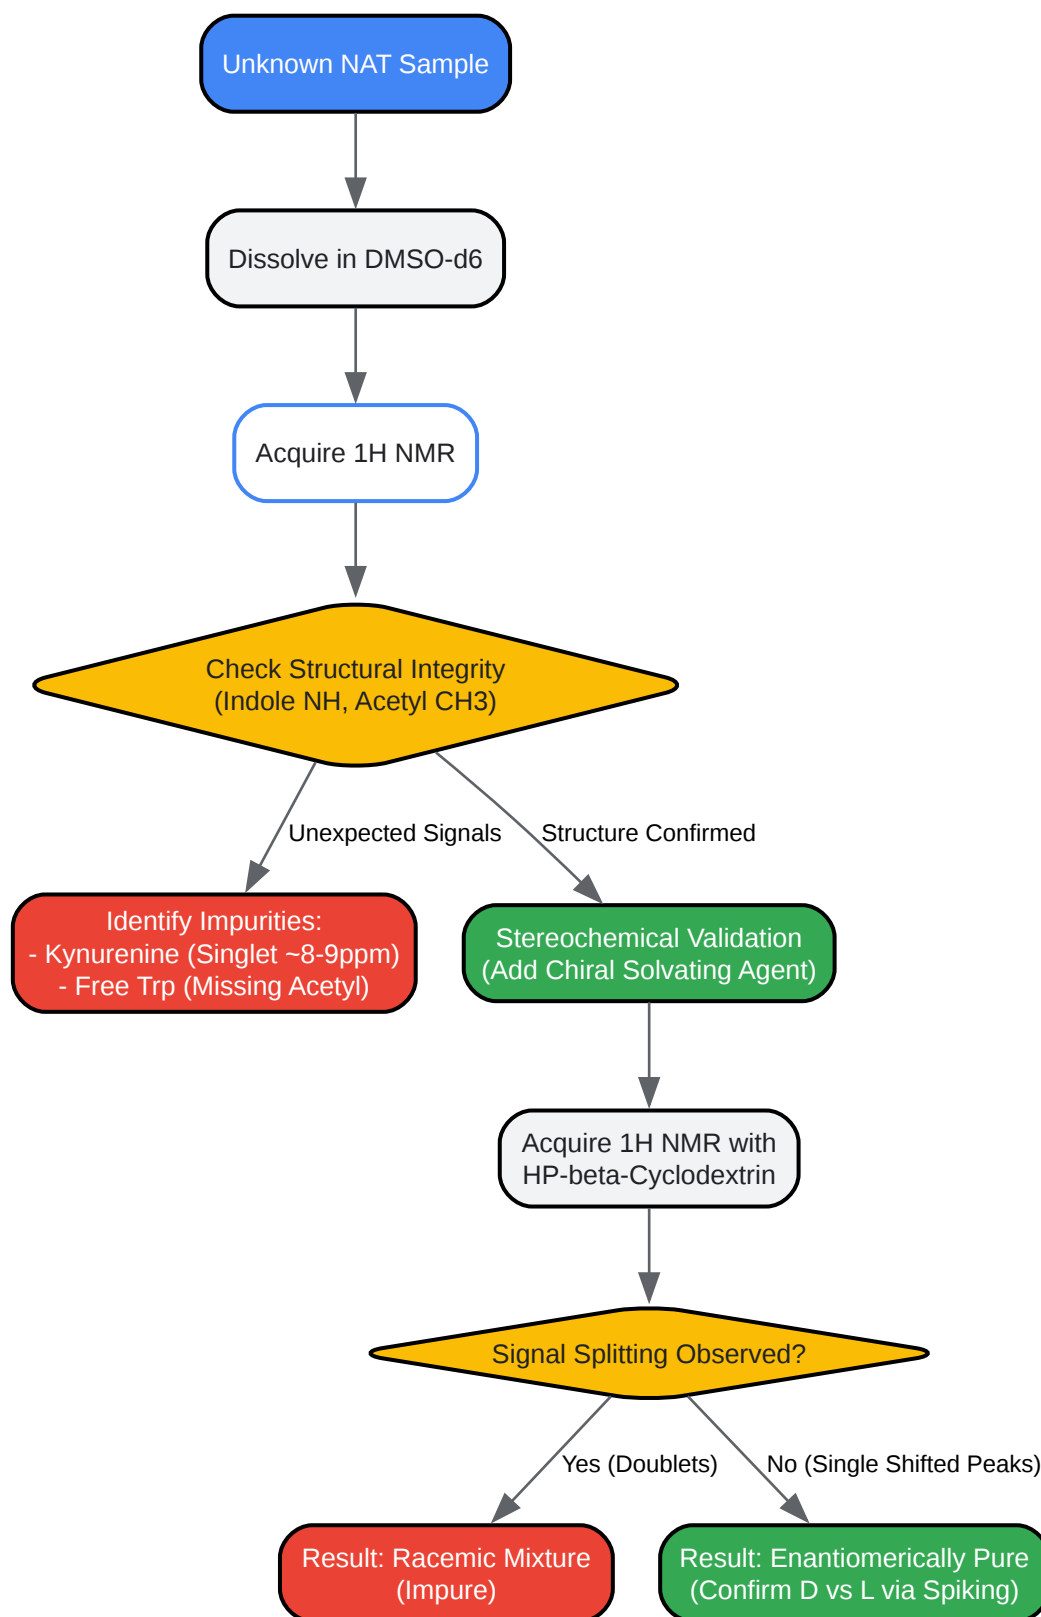 Unknown NAT Sample
Dissolve in DMSO-d6
Acquire 1H NMR
Check Structural Integrity
(Indole NH, Acetyl CH3)
Unexpected Signals
Structure Confirmed
Identify Impurities:
- Kynurenine (Singlet ~8-9ppm)
- Free Trp (Missing Acetyl)
Stereochemical Validation
(Add Chiral Solvating Agent)
Acquire 1H NMR with
HP-beta-Cyclodextrin
Signal Splitting Observed?
Yes (Doublets)
No (Single Shifted Peaks)
Result: Racemic Mixture
(Impure)
Result: Enantiomerically Pure
(Confirm D vs L via Spiking)